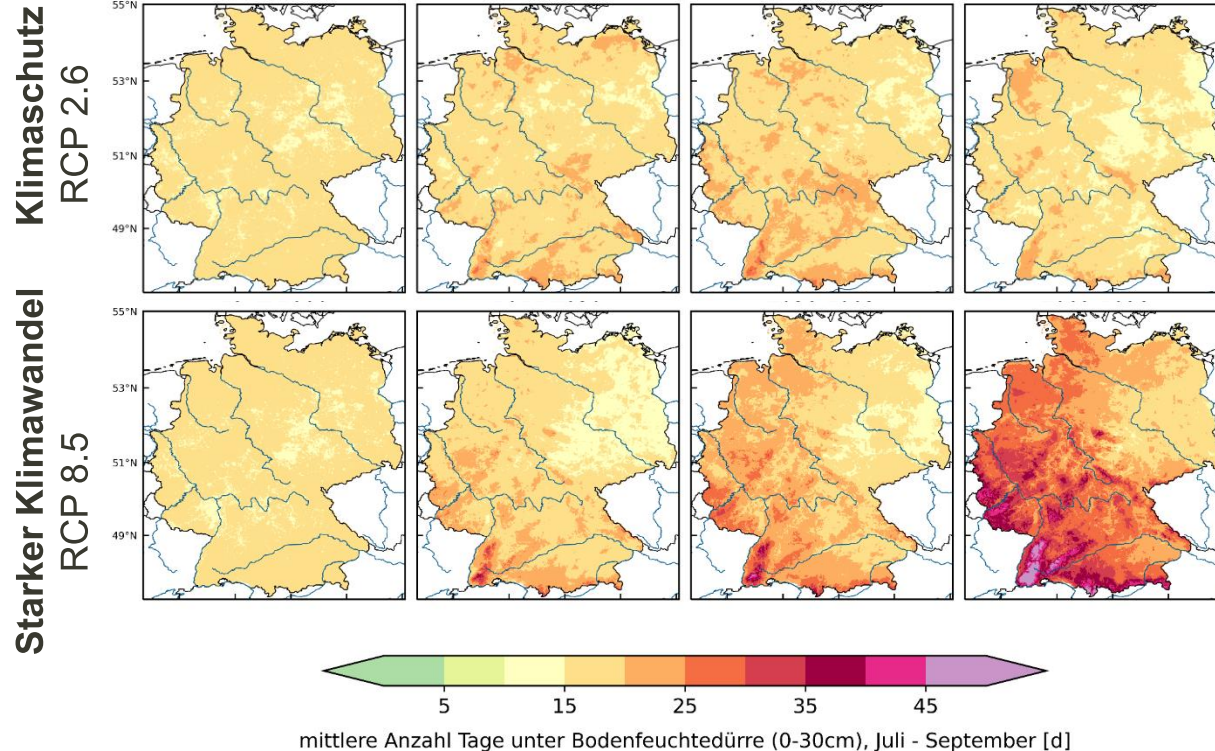 Klimaschutz
RCP 2.6
55°N
53°N
51°N
49°N
Starker Klimawandel
RCP 8.5
55°N
53°N
51°N
49°N
5 15 25 35 45
mittlere Anzahl Tage unter Bodenfeuchtedürre (0-30cm), Juli - September [d]